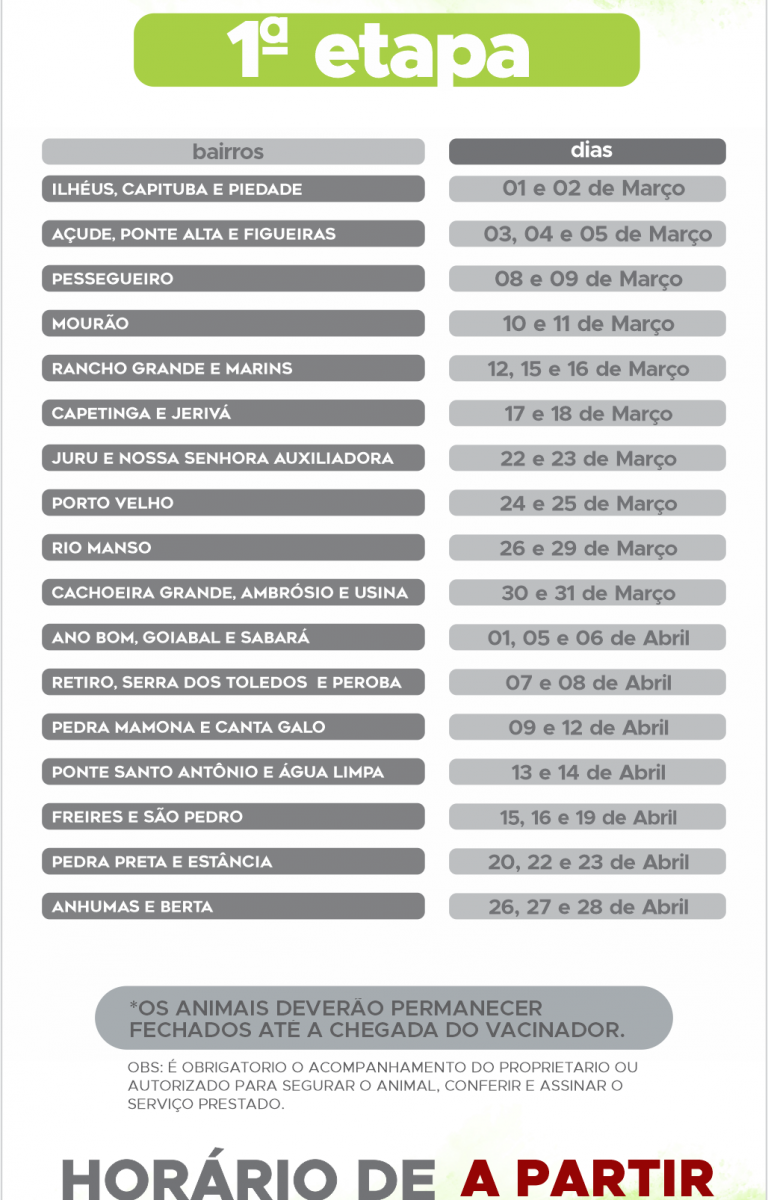 1ª etapa
bairros dias
ILHÉUS, CAPITUBA E PIEDADE 01 e 02 de Março
AÇUDE, PONTE ALTA E FIGUEIRAS 03, 04 e 05 de Março
PESSEGUEIRO 08 e 09 de Março
MOURÃO 10 e 11 de Março
RANCHO GRANDE E MARINS 12, 15 e 16 de Março
CAPETINGA E JERIVÁ 17 e 18 de Março
JURU E NOSSA SENHORA AUXILIADORA 22 e 23 de Março
PORTO VELHO 24 e 25 de Março
RIO MANSO 26 e 29 de Março
CACHOEIRA GRANDE, AMBRÓSIO E USINA 30 e 31 de Março
ANO BOM, GOIABAL E SABARÁ 01, 05 e 06 de Abril
RETIRO, SERRA DOS TOLEDOS E PEROBA 07 e 08 de Abril
PEDRA MAMONA E CANTA GALO 09 e 12 de Abril
PONTE SANTO ANTÔNIO E ÁGUA LIMPA 13 e 14 de Abril
FREIRES E SÃO PEDRO 15, 16 e 19 de Abril
PEDRA PRETA E ESTÂNCIA 20, 22 e 23 de Abril
ANHUMAS E BERTA 26, 27 e 28 de Abril
*OS ANIMAIS DEVERÃO PERMANECER
FECHADOS ATÉ A CHEGADA DO VACINADOR.
OBS: É OBRIGATORIO O ACOMPANHAMENTO DO PROPRIETARIO OU
AUTORIZADO PARA SEGURAR O ANIMAL, CONFERIR E ASSINAR O
SERVIÇO PRESTADO.
HORÁRIO DE A PARTIR